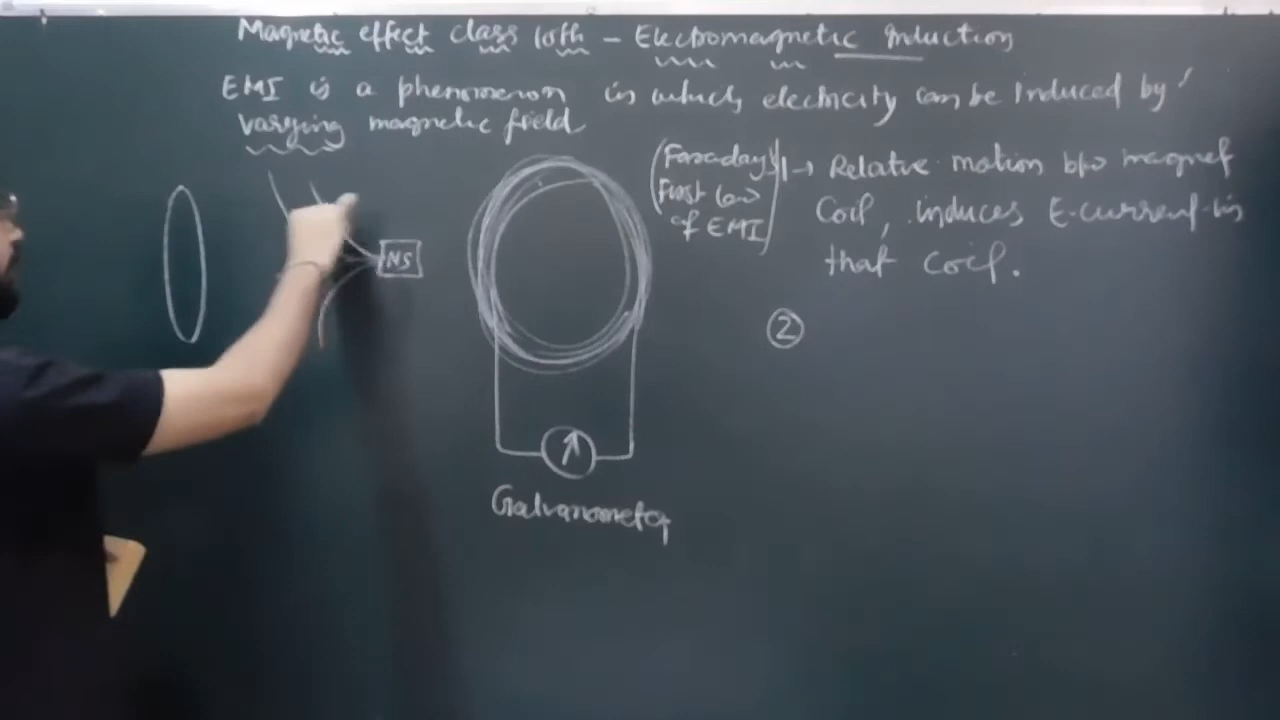 Magnetic effect class 10th - Electromagnetic Induction
EMI is a phenomenon in which electricity can be Induced by
varying magnetic field
(Faraday's
First law
of EMI)
1 → Relative motion b/w magnet
Coil, induces E-current in
that coil.
②
NS
Galvanometer